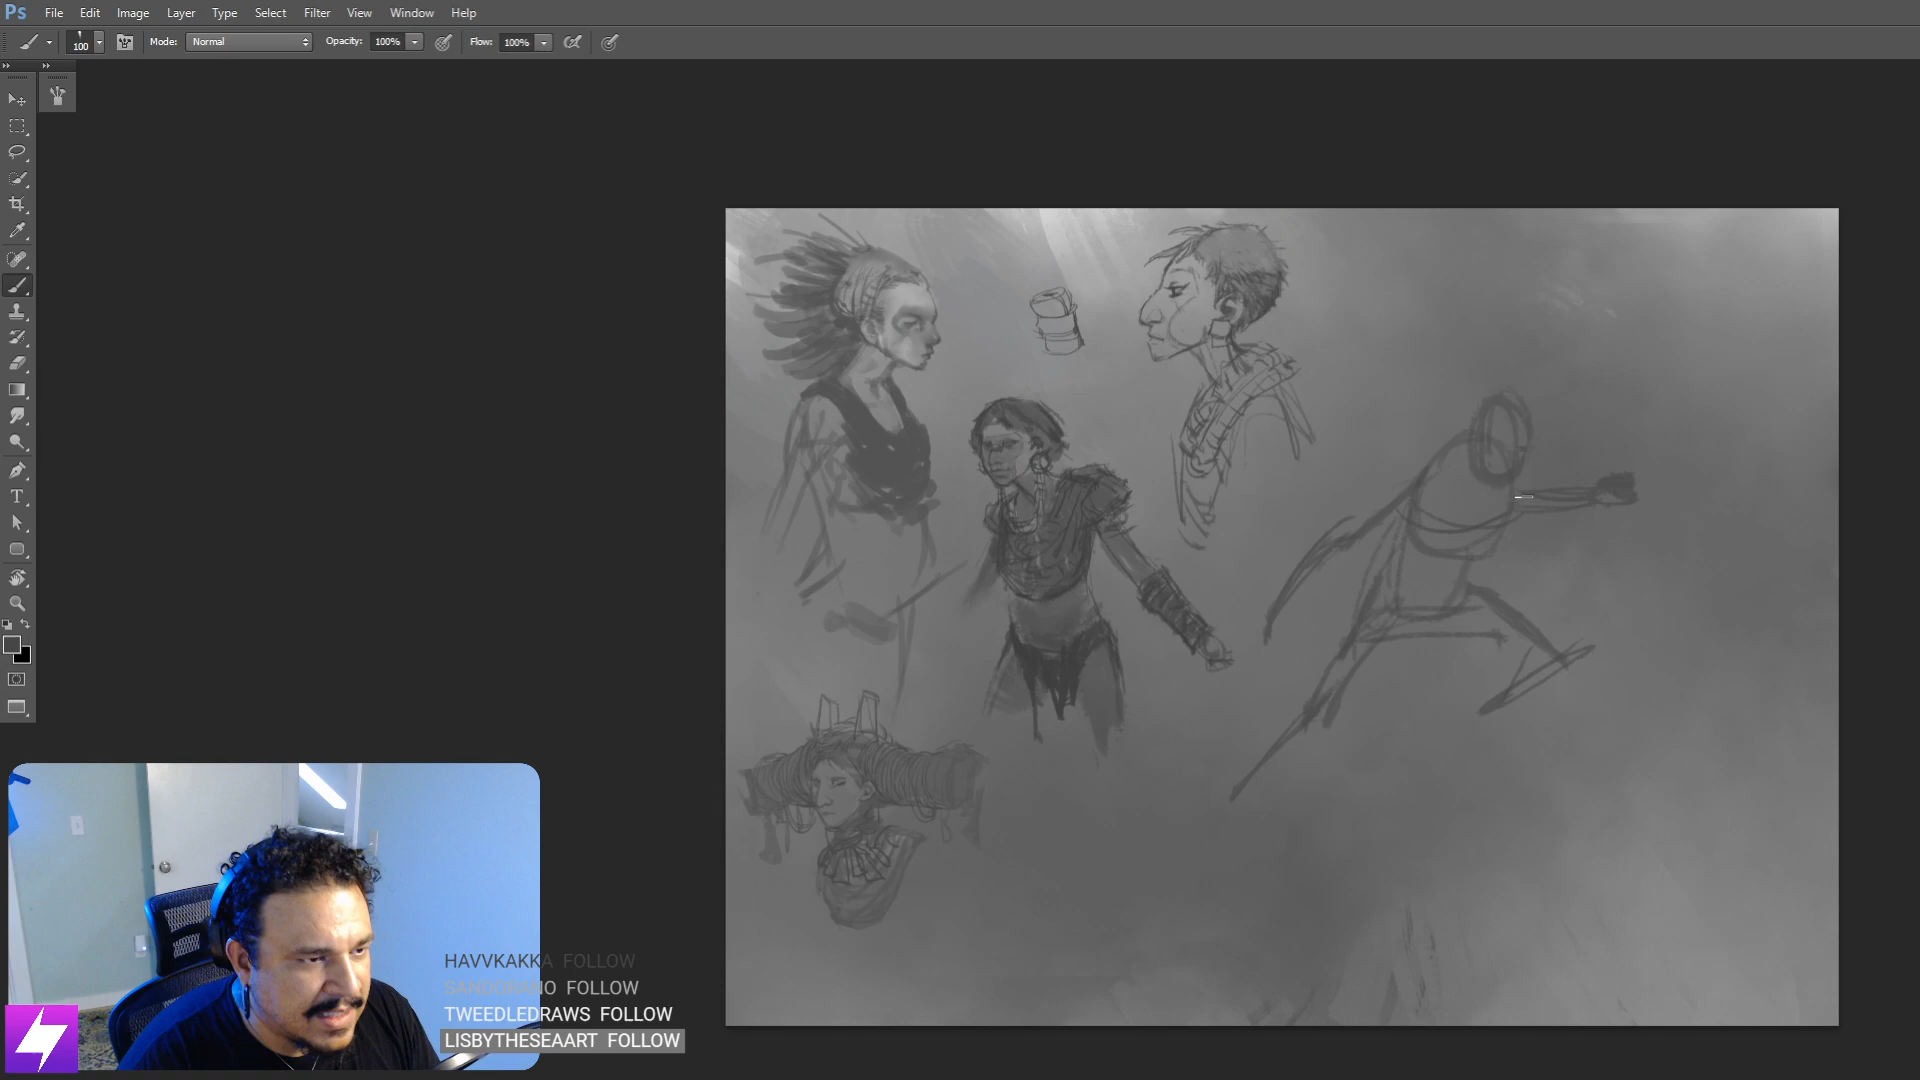 Ps File Edit Image Layer Type Select Filter View Window Help
100 Mode: Normal Opacity: 100% Flow: 100%
T
HAVVKAKKA FOLLOW
FOLLOW
TWEEDLEDRAWS FOLLOW
LISBYTHESEAART FOLLOW